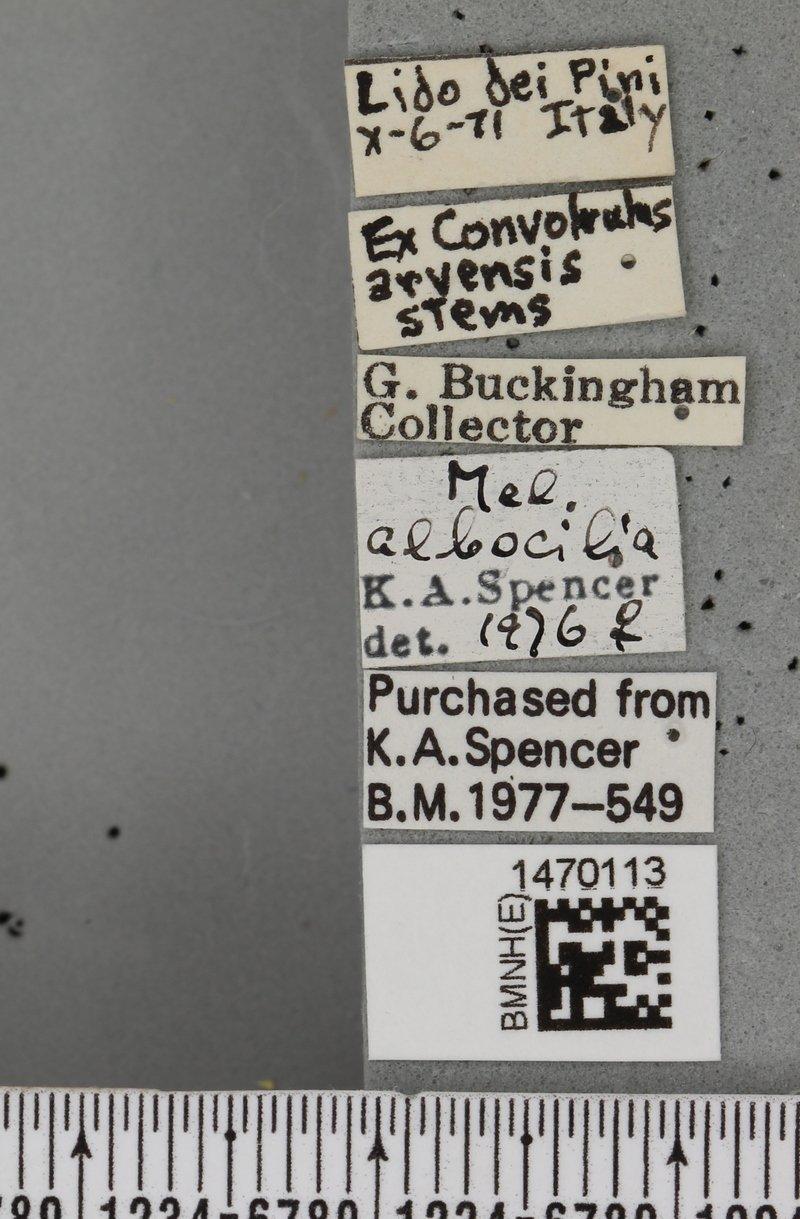 Lido dei Pini
X-6-71 Italy
Ex Convolvulus
arvensis
stems
G. Buckingham
Collector
Mel.
albocilia
K.A.Spencer
det. 1976 ♀
Purchased from
K.A.Spencer
B.M.1977–549
1470113
BMNH(E)